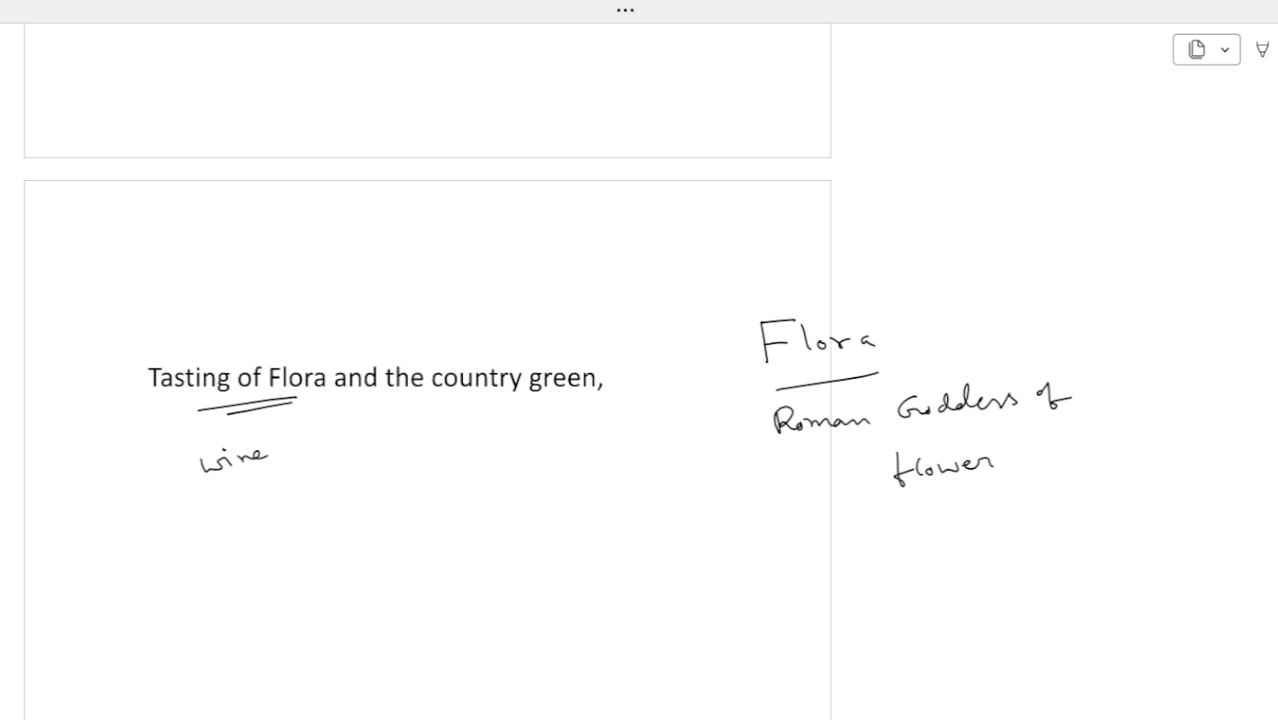 Tasting of Flora and the country green,
wine
Flora
Roman Goddess of
flower